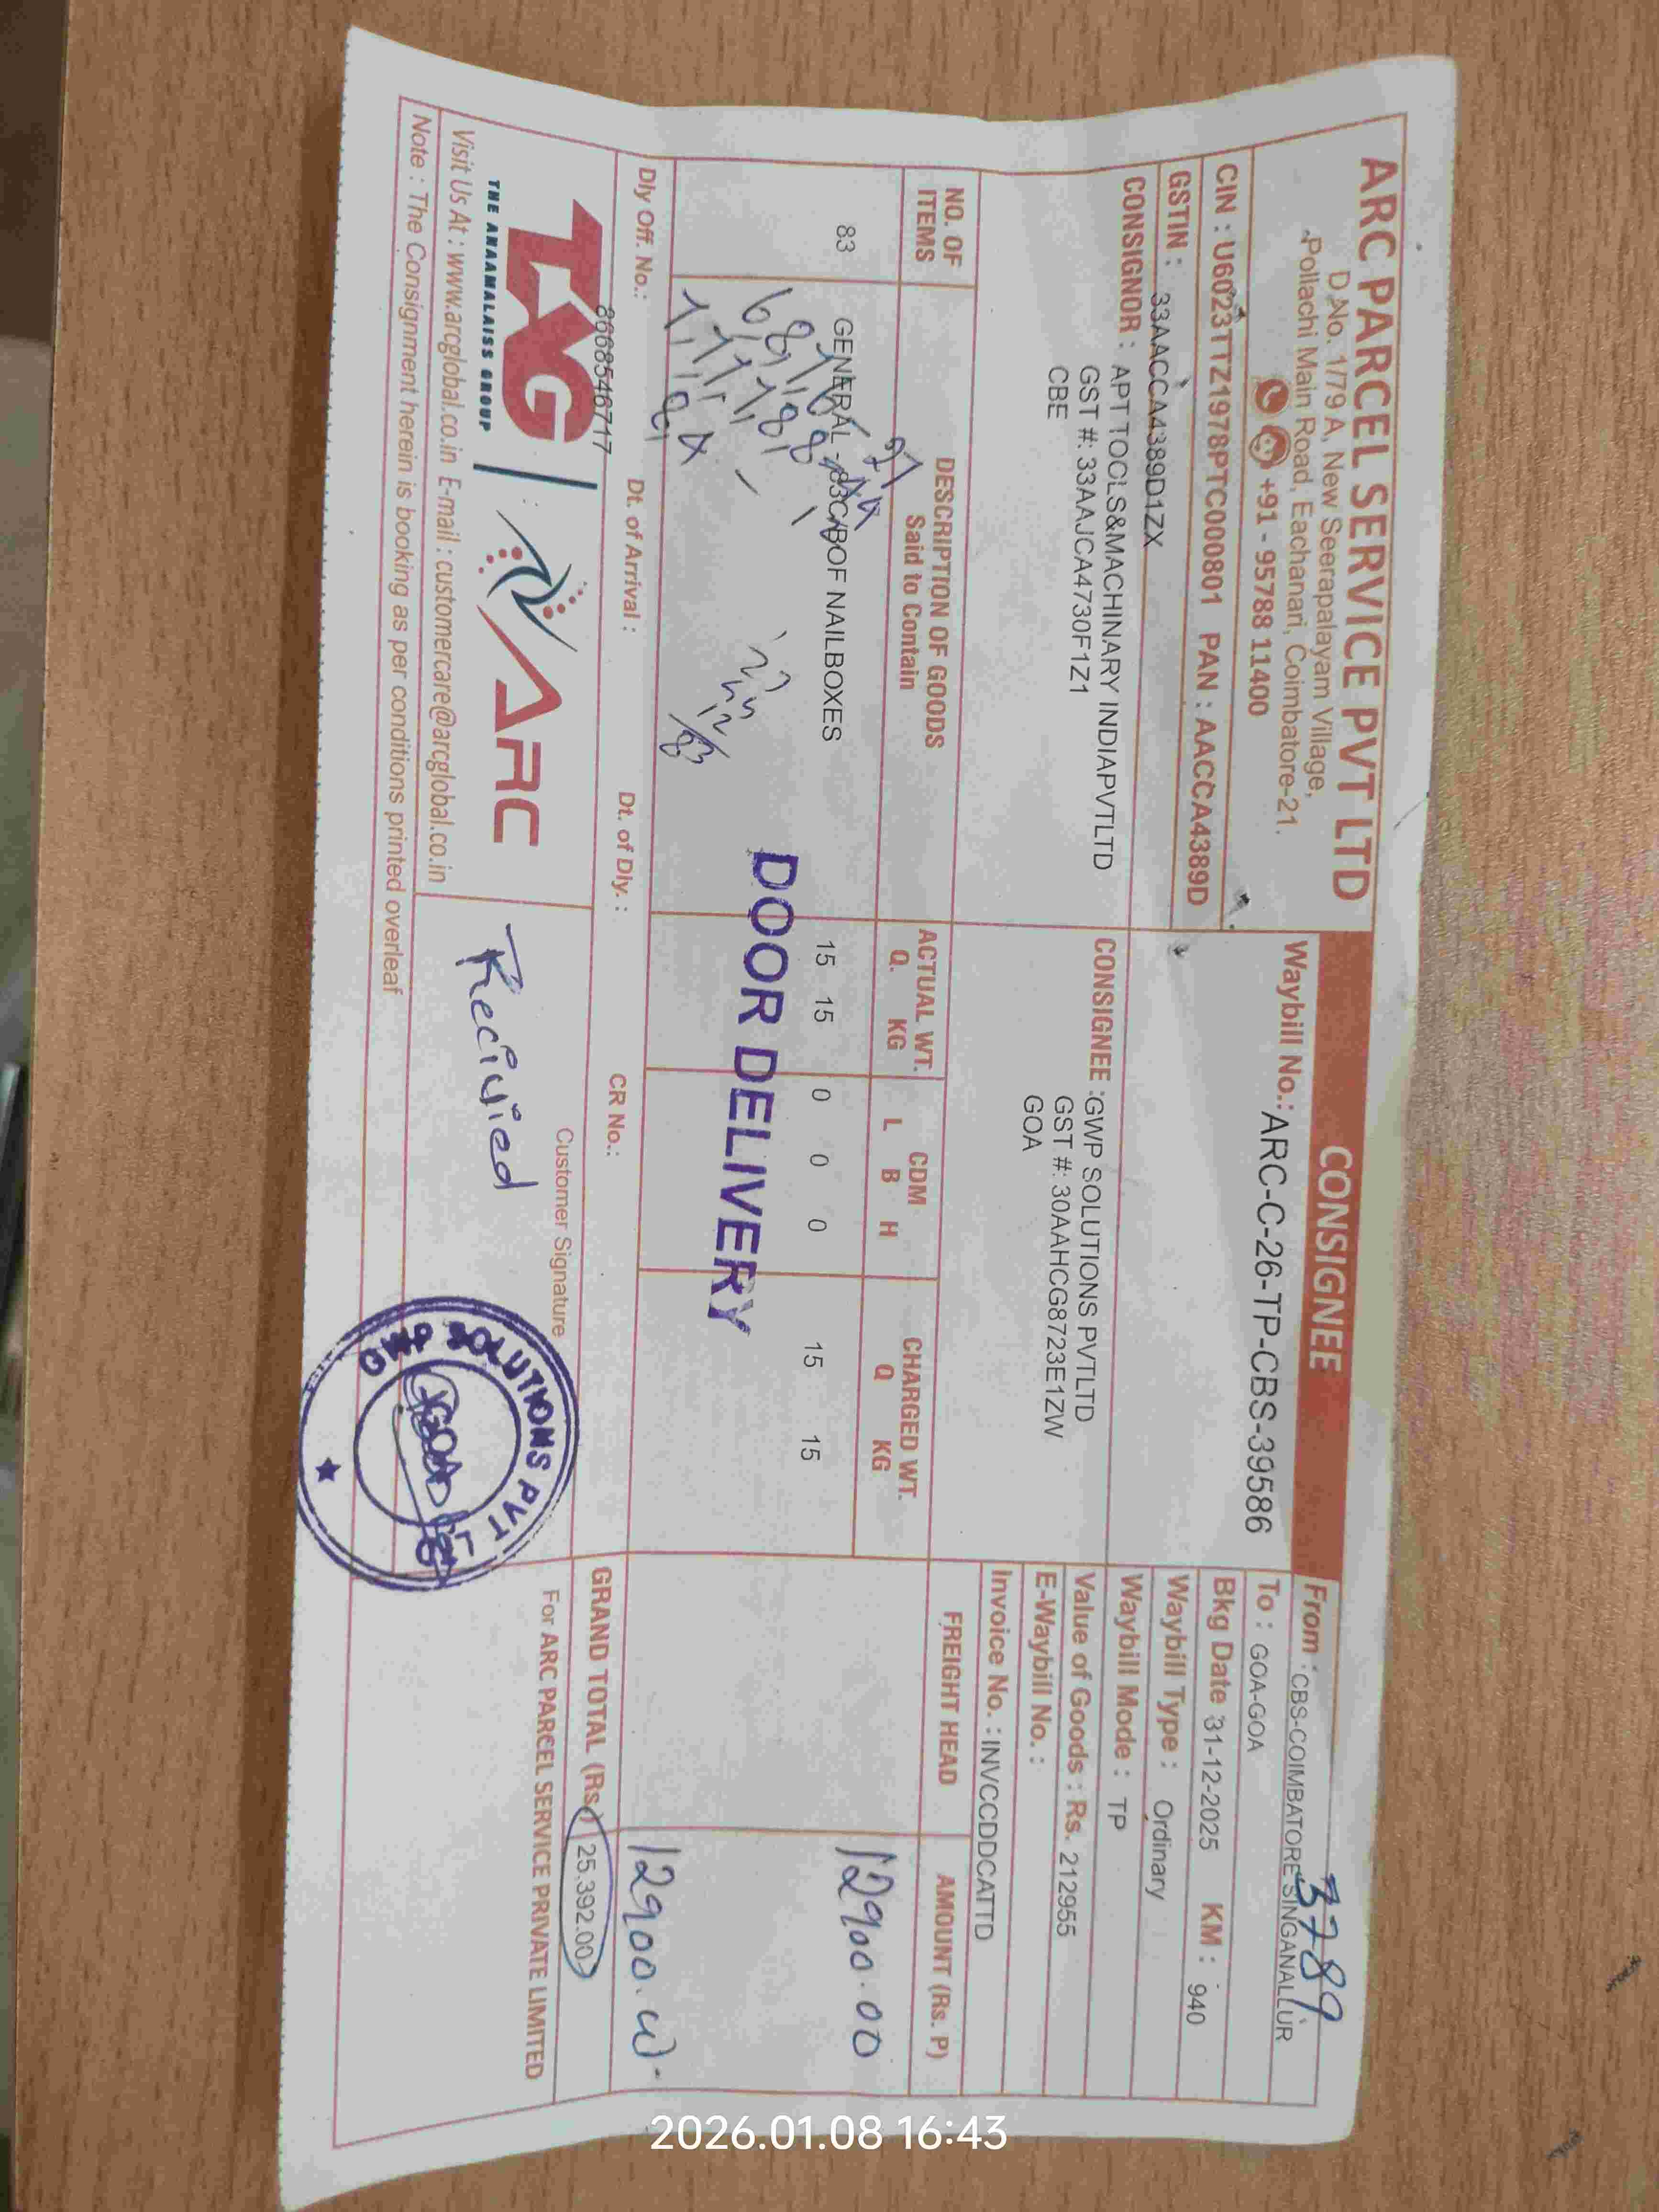 ARC PARCEL SERVICE PVT LTD
D.No. 1/79 A, New Seerapalayam Village,
Pollachi Main Road, Eachanari, Coimbatore-21.
+91 - 95788 11400
CIN : U60231TZ1978PTC000801 PAN : AACCA4389D
GSTIN : 33AACCA4389D1ZX
CONSIGNEE
Waybill No.: ARC-C-26-TP-CBS-39586
3789
From : CBS-COIMBATORE SINGANALLUR
To : GOA-GOA
Bkg Date 31-12-2025 KM : 940
Waybill Type : Ordinary
Waybill Mode : TP
Value of Goods : Rs. 212955
E-Waybill No. :
Invoice No. : INVCCDDCATTD
CONSIGNOR : APT TOCLS&MACHINARY INDIAPVTLTD
GST #: 33AAJCA4730F1Z1
CBE
CONSIGNEE : GWP SOLUTIONS PVTLTD
GST #: 30AAHCG8723E1ZW
GOA
NO. OF ITEMS
DESCRIPTION OF GOODS
Said to Contain
ACTUAL WT.
Q. KG
CDM
L B H
CHARGED WT.
Q KG
FREIGHT HEAD
AMOUNT (Rs. P)
83
GENERAL - 83C/BOF NAILBOXES
15 15 0 0 0 15 15
12900.00
DOOR DELIVERY
12900.00
Dly Off. No.: Dt. of Arrival : Dt. of Dly. : CR No.:
GRAND TOTAL (Rs.) 25,392.00
8668546717
TAG
THE ANAAMALAISS GROUP
ARC
Customer Signature
Recivied
GWP SOLUTIONS PVT
GOA
For ARC PARCEL SERVICE PRIVATE LIMITED
Visit Us At : www.arcglobal.co.in E-mail : customercare@arcglobal.co.in
Note : The Consignment herein is booking as per conditions printed overleaf
2026.01.08 16:43